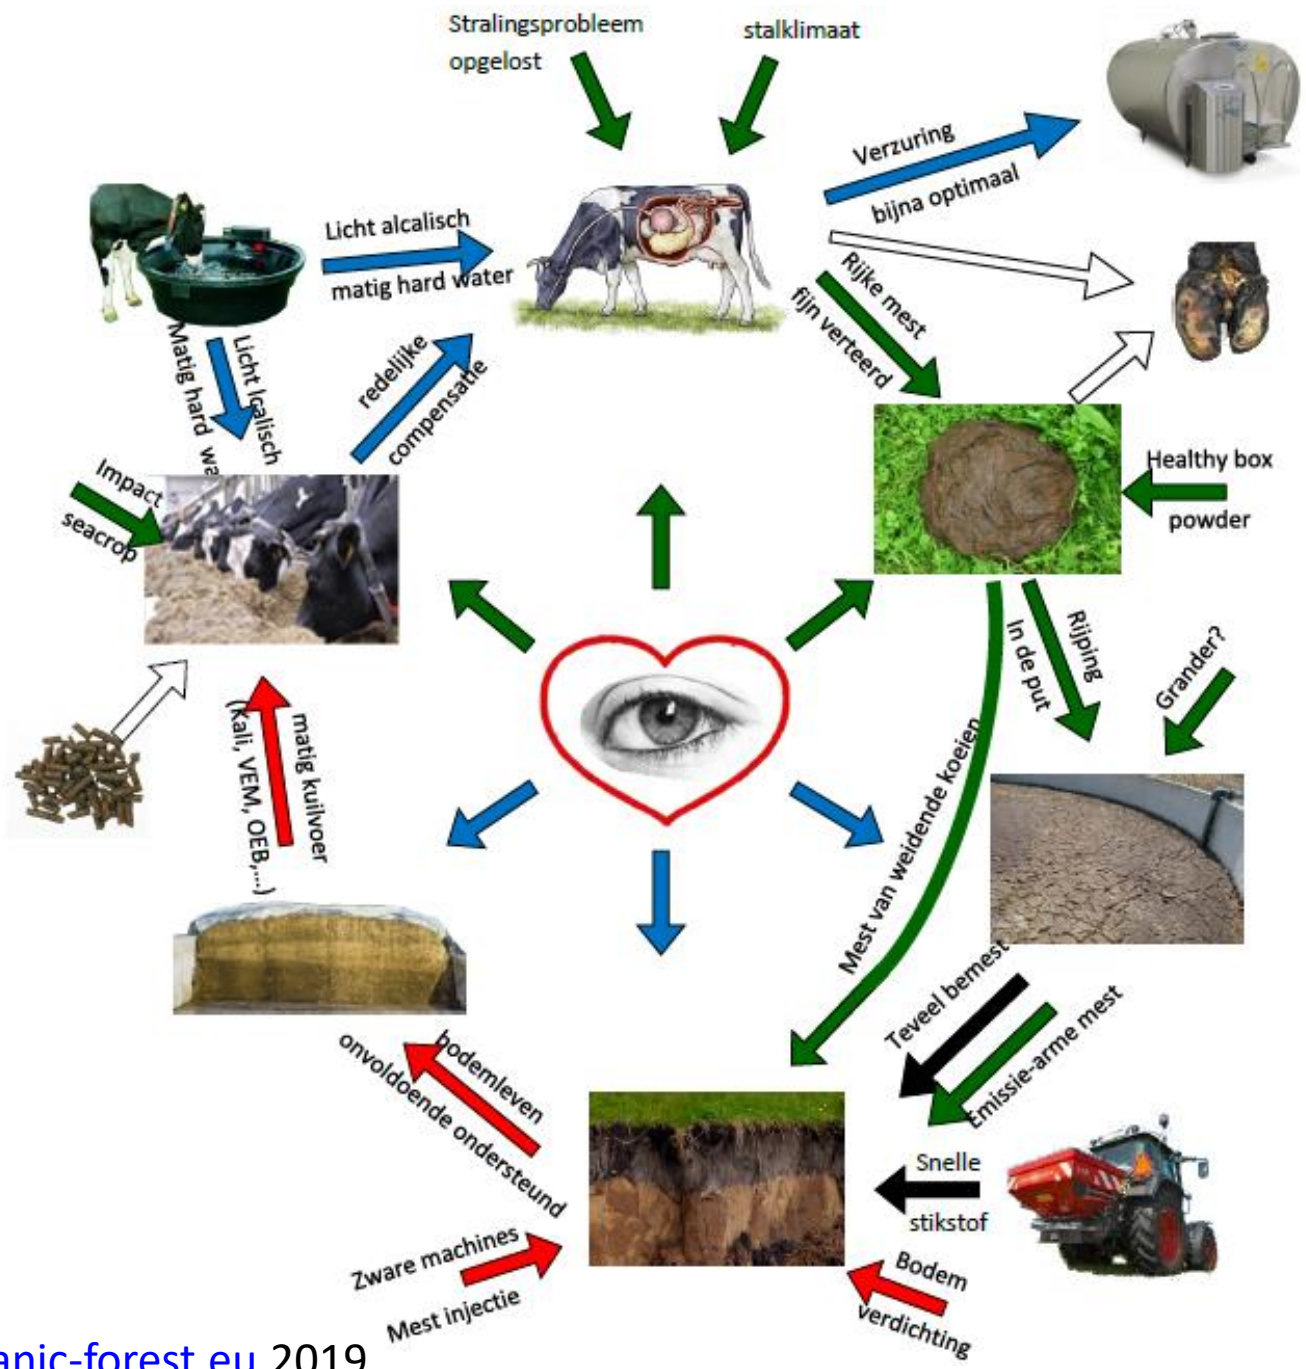 Stralingsprobleem
opgelost
stalklimaat
Verzuring
bijna optimaal
Licht alcalisch
matig hard water
Rijke mest
fijn verteerd
redelijke
compensatie
Licht lcalisch
Matig hard wa
Impact
seacrop
Healthy box
powder
Rijping
In de put
Grander?
matig kuilvoer
(Kali, VEM, OEB,...)
Mest van weidende koeien
Teveel bemest
Emissie-arme mest
bodemleven
onvoldoende ondersteund
Snelle
stikstof
Zware machines
Mest injectie
Bodem
verdichting
anic-forest.eu 2019